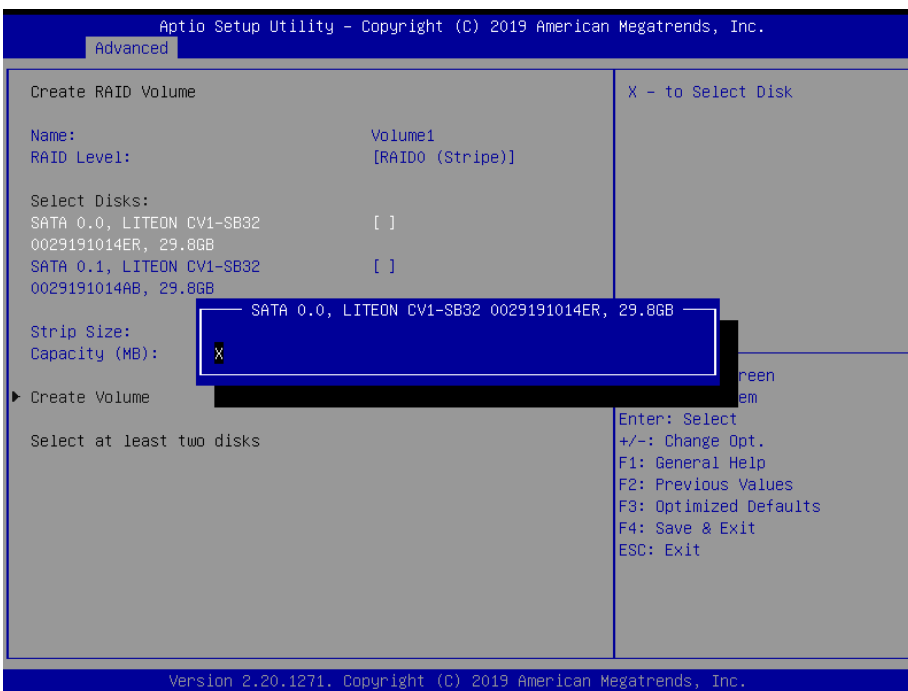 Aptio Setup Utility – Copyright (C) 2019 American Megatrends, Inc.
Advanced
Create RAID Volume
X – to Select Disk
Name: Volume1
RAID Level: [RAID0 (Stripe)]
Select Disks:
SATA 0.0, LITEON CV1-SB32 [ ]
0029191014ER, 29.8GB
SATA 0.1, LITEON CV1-SB32 [ ]
0029191014AB, 29.8GB
SATA 0.0, LITEON CV1-SB32 0029191014ER, 29.8GB
X
Strip Size:
Capacity (MB):
Create Volume
Select at least two disks
Enter: Select
+/-: Change Opt.
F1: General Help
F2: Previous Values
F3: Optimized Defaults
F4: Save & Exit
ESC: Exit
Version 2.20.1271. Copyright (C) 2019 American Megatrends, Inc.